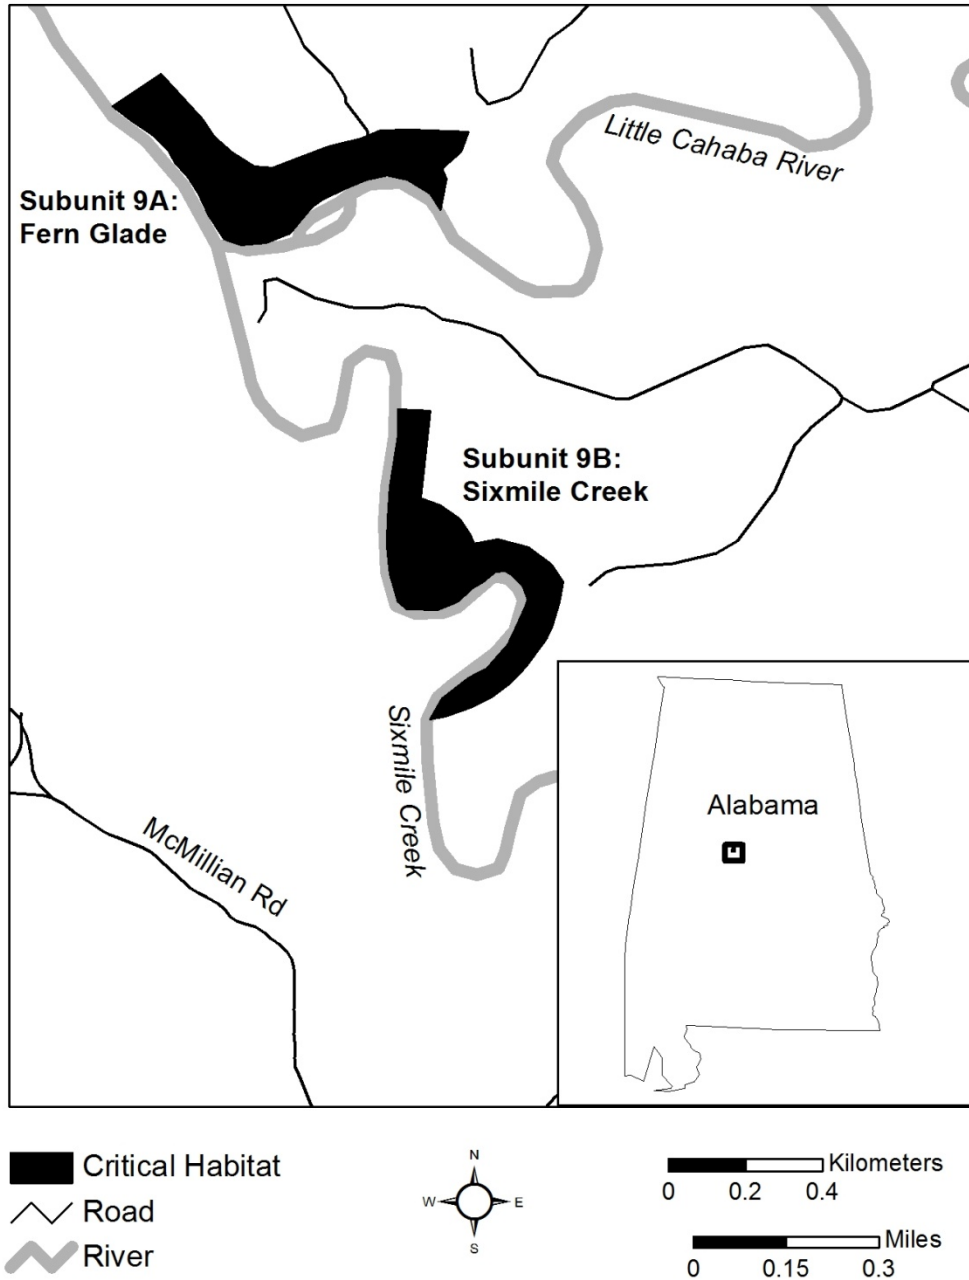 Little Cahaba River
Subunit 9A:
Fern Glade
Subunit 9B:
Sixmile Creek
Sixmile Creek
McMillian Rd
Alabama
Critical Habitat
Road
River
N
W E
S
Kilometers
0 0.2 0.4
Miles
0 0.15 0.3